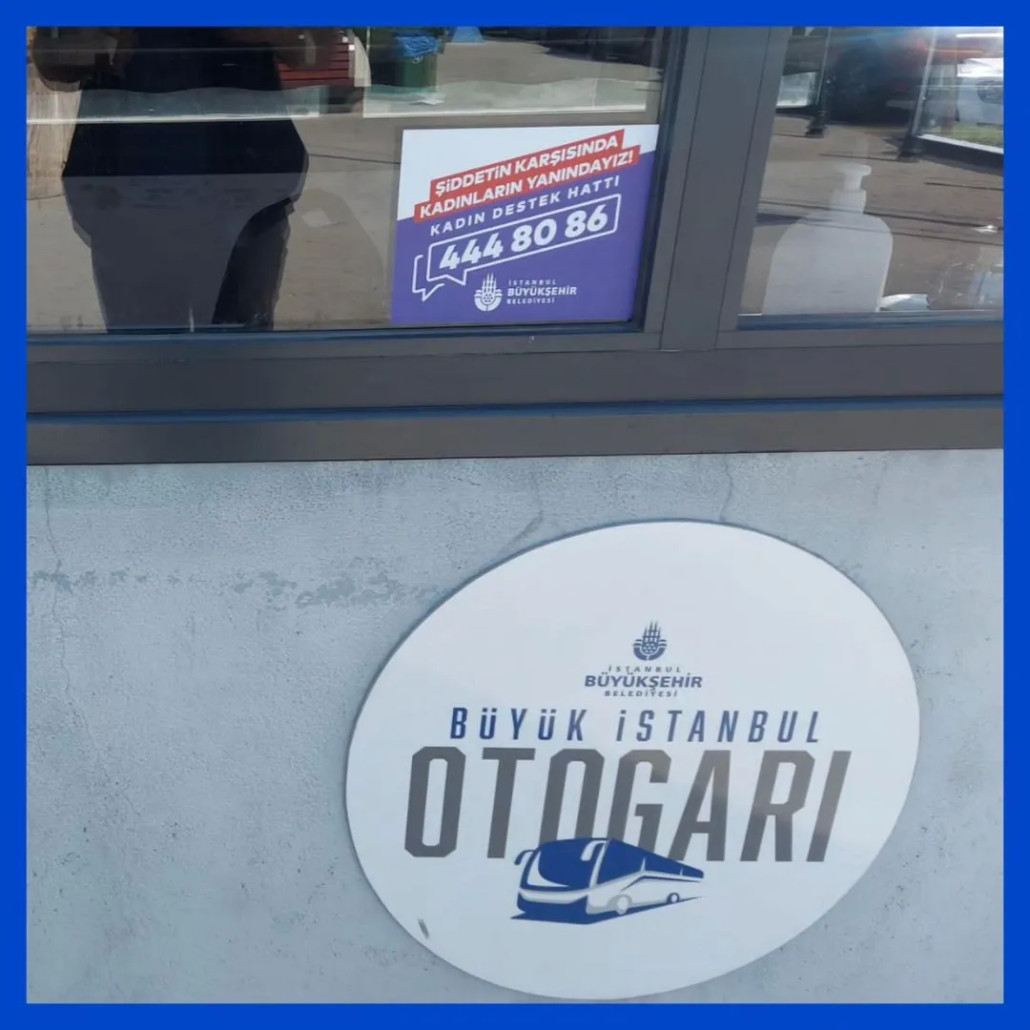 ŞİDDETİN KARŞISINDA
KADINLARIN YANINDAYIZ!
KADIN DESTEK HATTI
444 80 86
İSTANBUL
BÜYÜKŞEHİR
BELEDİYESİ
İSTANBUL
BÜYÜKŞEHİR
BELEDİYESİ
BÜYÜK İSTANBUL
OTOGARI